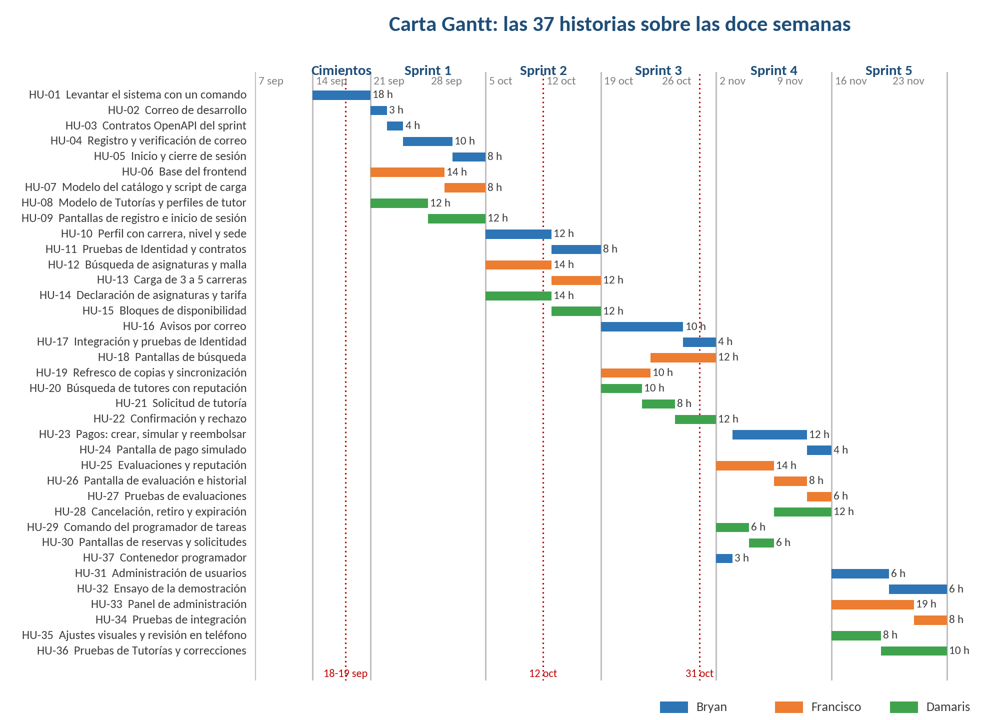 Carta Gantt: las 37 historias sobre las doce semanas
Cimientos Sprint 1 Sprint 2 Sprint 3 Sprint 4 Sprint 5
7 sep 14 sep 21 sep 28 sep 5 oct 12 oct 19 oct 26 oct 2 nov 9 nov 16 nov 23 nov
HU-01 Levantar el sistema con un comando 18 h
HU-02 Correo de desarrollo 3 h
HU-03 Contratos OpenAPI del sprint 4 h
HU-04 Registro y verificación de correo 10 h
HU-05 Inicio y cierre de sesión 8 h
HU-06 Base del frontend 14 h
HU-07 Modelo del catálogo y script de carga 8 h
HU-08 Modelo de Tutorías y perfiles de tutor 12 h
HU-09 Pantallas de registro e inicio de sesión 12 h
HU-10 Perfil con carrera, nivel y sede 12 h
HU-11 Pruebas de Identidad y contratos 8 h
HU-12 Búsqueda de asignaturas y malla 14 h
HU-13 Carga de 3 a 5 carreras 12 h
HU-14 Declaración de asignaturas y tarifa 14 h
HU-15 Bloques de disponibilidad 12 h
HU-16 Avisos por correo 10 h
HU-17 Integración y pruebas de Identidad 4 h
HU-18 Pantallas de búsqueda 12 h
HU-19 Refresco de copias y sincronización 10 h
HU-20 Búsqueda de tutores con reputación 10 h
HU-21 Solicitud de tutoría 8 h
HU-22 Confirmación y rechazo 12 h
HU-23 Pagos: crear, simular y reembolsar 12 h
HU-24 Pantalla de pago simulado 4 h
HU-25 Evaluaciones y reputación 14 h
HU-26 Pantalla de evaluación e historial 8 h
HU-27 Pruebas de evaluaciones 6 h
HU-28 Cancelación, retiro y expiración 12 h
HU-29 Comando del programador de tareas 6 h
HU-30 Pantallas de reservas y solicitudes 6 h
HU-37 Contenedor programador 3 h
HU-31 Administración de usuarios 6 h
HU-32 Ensayo de la demostración 6 h
HU-33 Panel de administración 19 h
HU-34 Pruebas de integración 8 h
HU-35 Ajustes visuales y revisión en teléfono 8 h
HU-36 Pruebas de Tutorías y correcciones 10 h
18-19 sep 12 oct 31 oct
Bryan Francisco Damaris